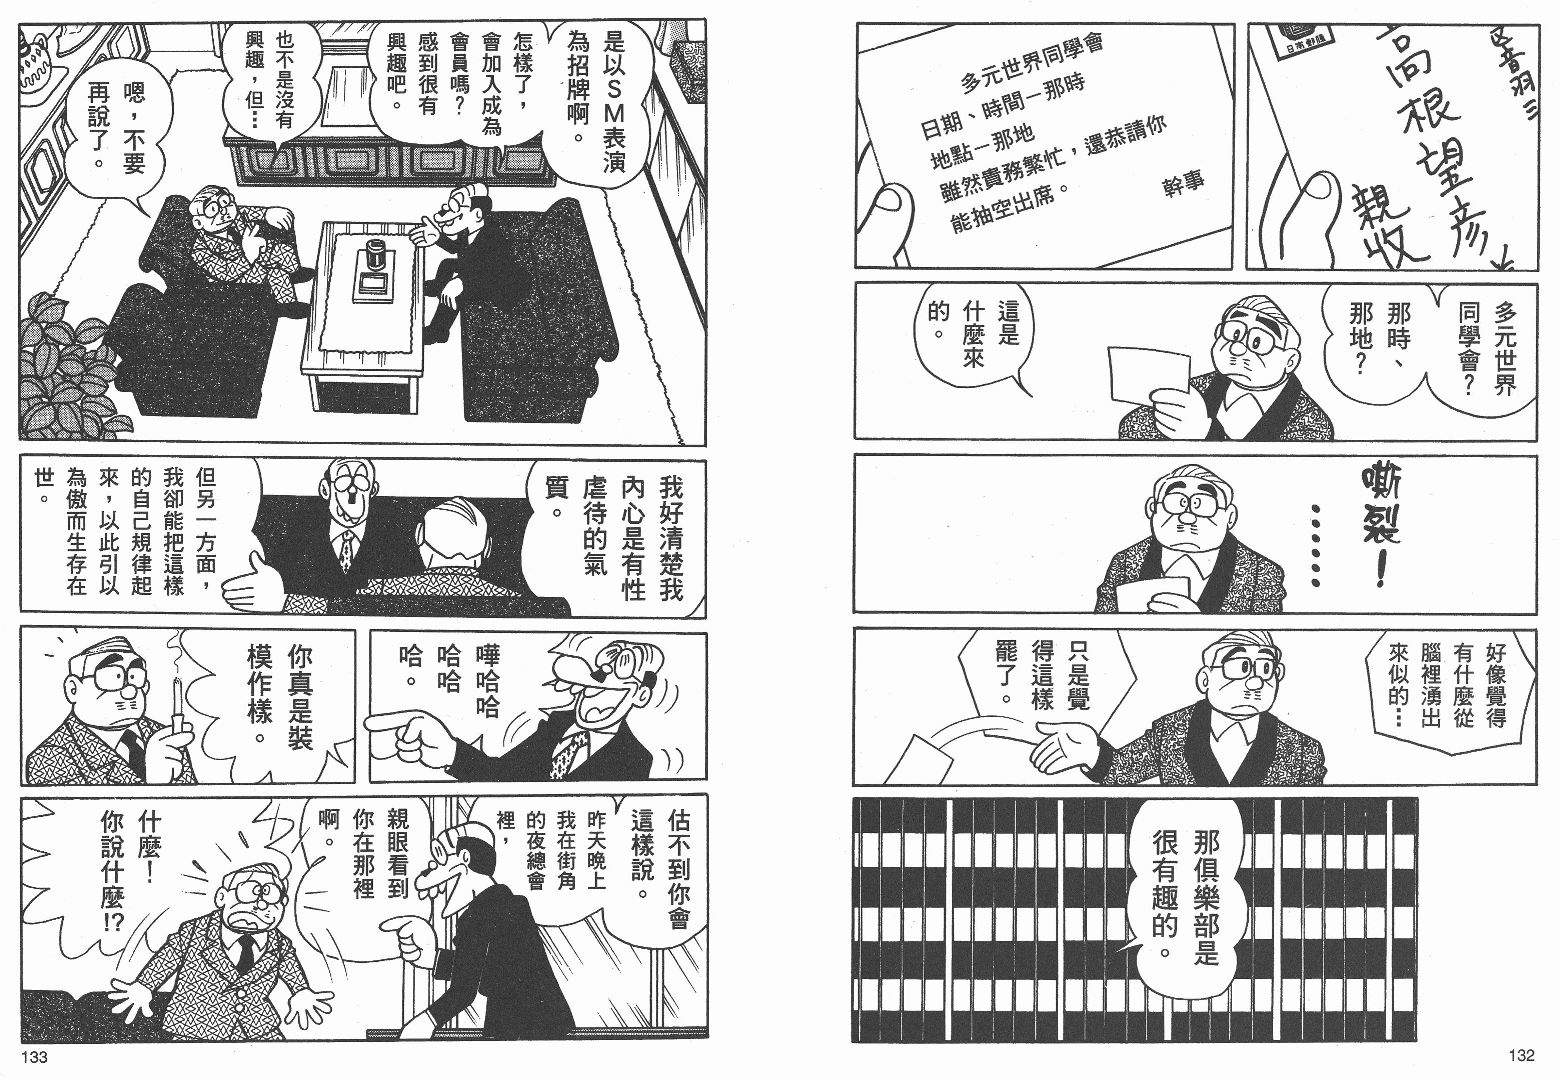 区音羽三
高根望彦
親收
日本郵便
多元世界同學會
日期、時間－那時
地點－那地
雖然貴務繁忙，還恭請你
能抽空出席。
幹事
多元世界
同學會？
那時、
那地？
這是
什麼來
的。
嘶裂！
⋯⋯
好像覺得
有什麼從
腦裡湧出
來似的⋯
只是覺
得這樣
罷了。
那俱樂部是
很有趣的。
132
是以SM表演
為招牌啊。
怎樣了，
會加入成為
會員嗎？
感到很有
興趣吧。
也不是沒有
興趣，但⋯
嗯，不要
再說了。
我好清楚我
內心是有性
虐待的氣
質。
但另一方面，
我卻能把這樣
的自己規律起
來，以此引以
為傲而生存在
世。
嘩哈哈
哈哈
哈。
你真是裝
模作樣。
估不到你會
這樣說。
昨天晚上
我在街角
的夜總會
裡，
親眼看到
你在那裡
啊。
什麼！
你說什麼!?
133